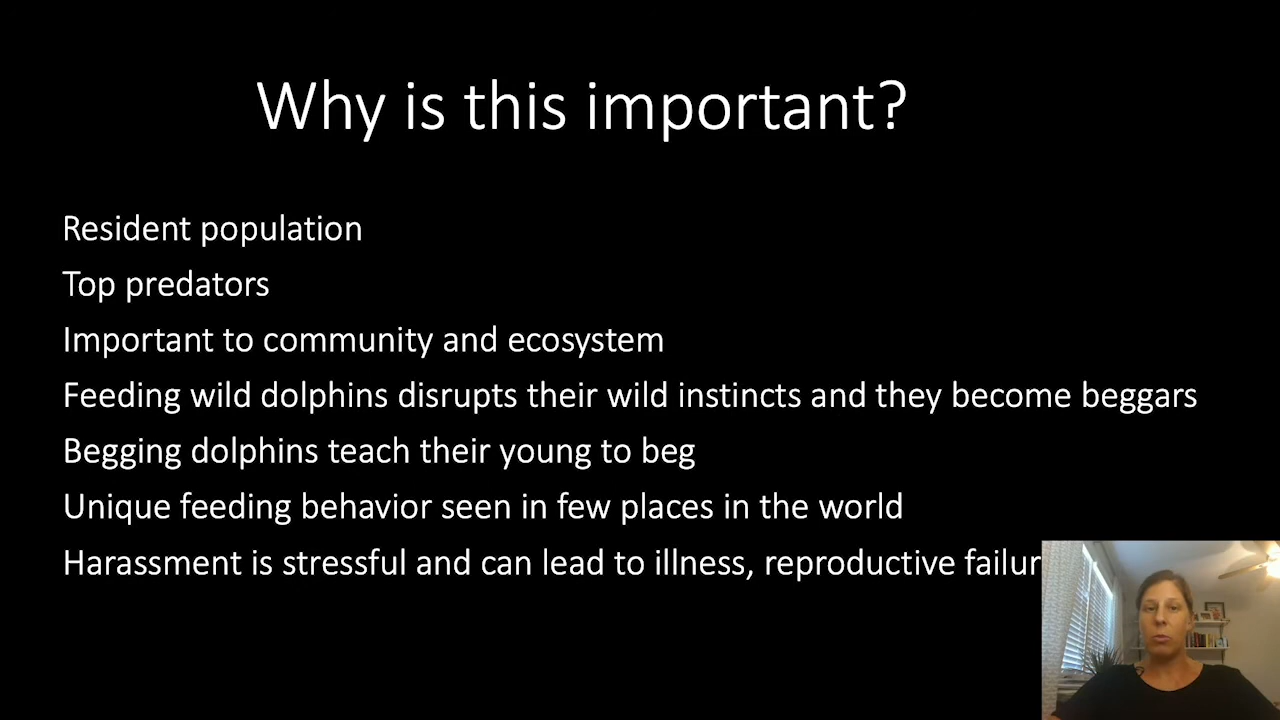 Why is this important?
Resident population
Top predators
Important to community and ecosystem
Feeding wild dolphins disrupts their wild instincts and they become beggars
Begging dolphins teach their young to beg
Unique feeding behavior seen in few places in the world
Harassment is stressful and can lead to illness, reproductive